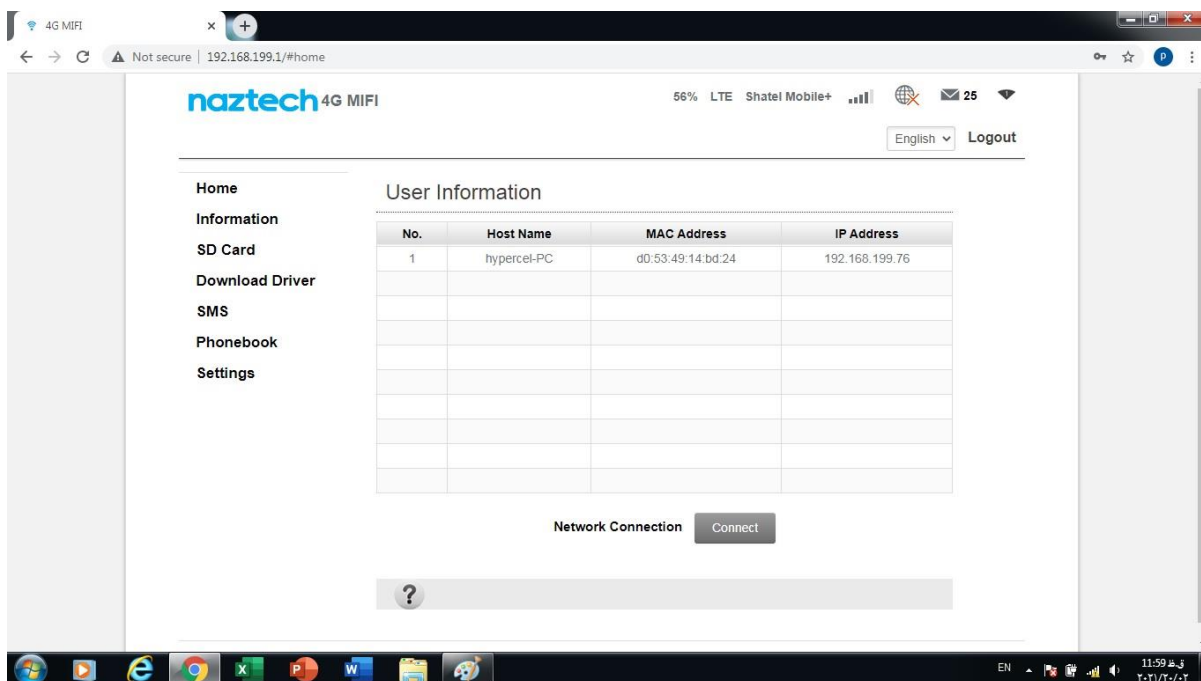 4G MIFI
Not secure | 192.168.199.1/#home
P
naztech 4G MIFI
56% LTE Shatel Mobile+ 25
English Logout
Home
Information
SD Card
Download Driver
SMS
Phonebook
Settings
User Information
No. Host Name MAC Address IP Address
1 hypercel-PC d0:53:49:14:bd:24 192.168.199.76
Network Connection Connect
?
EN
11:59 ق.ظ